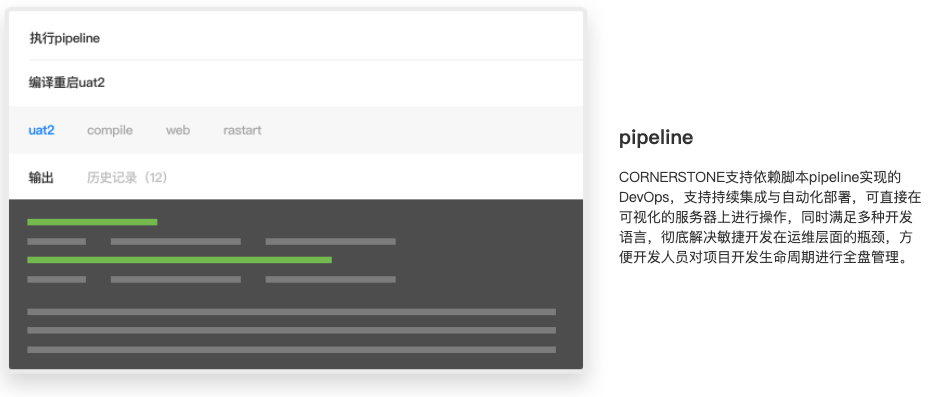 执行pipeline
编译重启uat2
uat2 compile web rastart
输出 历史记录（12）
pipeline
CORNERSTONE支持依赖脚本pipeline实现的
DevOps，支持持续集成与自动化部署，可直接在
可视化的服务器上进行操作，同时满足多种开发
语言，彻底解决敏捷开发在运维层面的瓶颈，方
便开发人员对项目开发生命周期进行全盘管理。